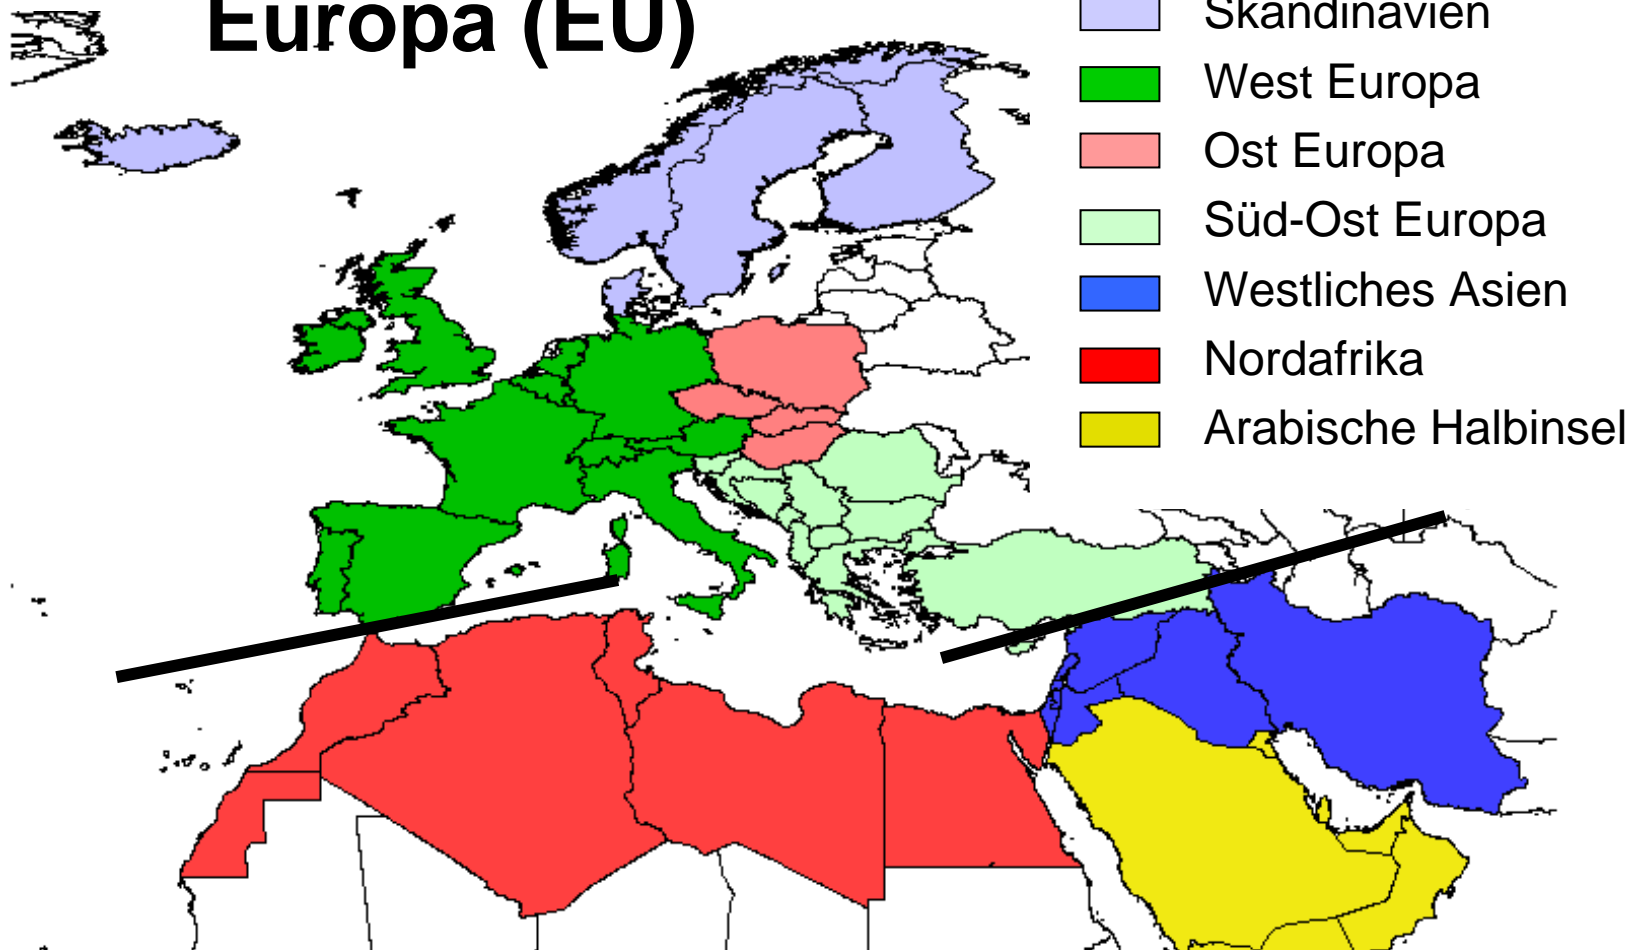 Europa (EU)
Skandinavien
West Europa
Ost Europa
Süd-Ost Europa
Westliches Asien
Nordafrika
Arabische Halbinsel